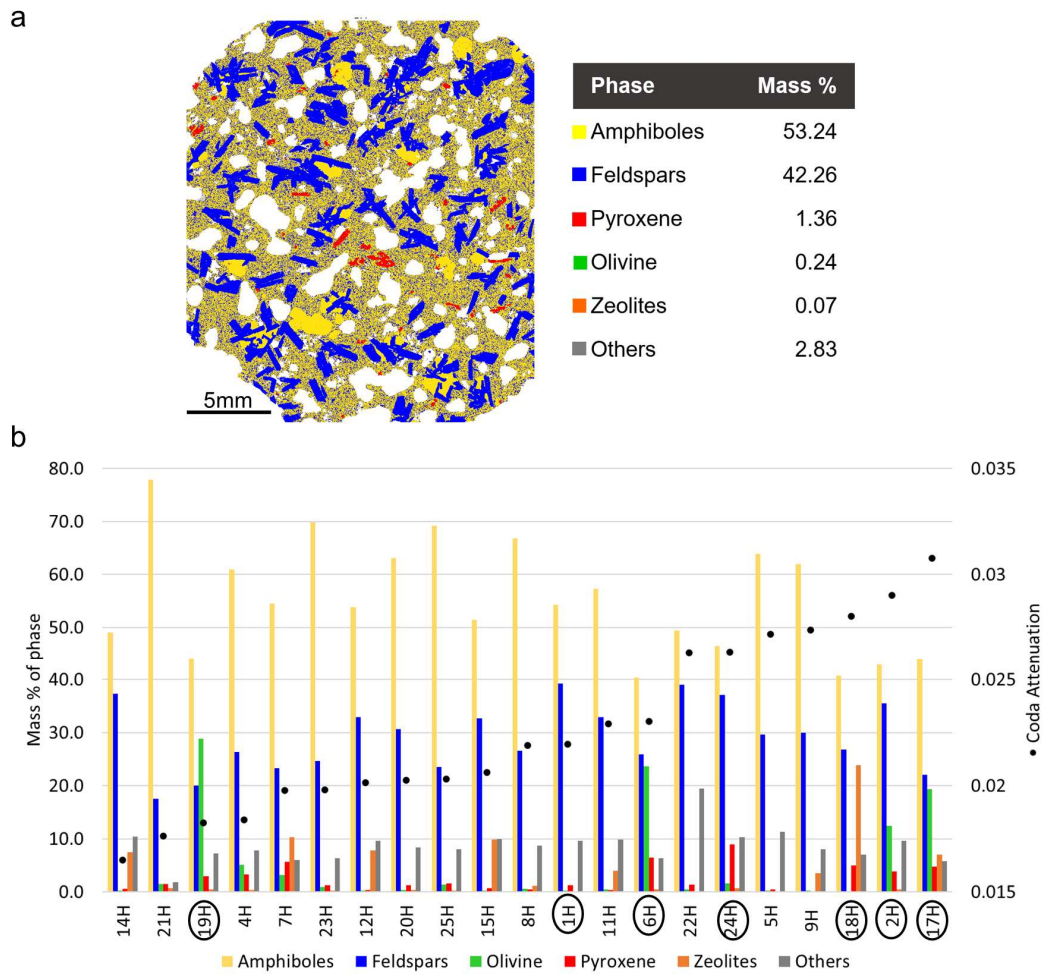 a
Phase Mass %
Amphiboles 53.24
Feldspars 42.26
Pyroxene 1.36
Olivine 0.24
Zeolites 0.07
Others 2.83
5mm
b
80.0
70.0
60.0
50.0
40.0
30.0
20.0
10.0
0.0
Mass % of phase
0.035
0.03
0.025
0.02
0.015
Coda Attenuation
14H 21H 19H 4H 7H 23H 12H 20H 25H 15H 8H 1H 11H 6H 22H 24H 5H 9H 18H 2H 17H
Amphiboles Feldspars Olivine Pyroxene Zeolites Others